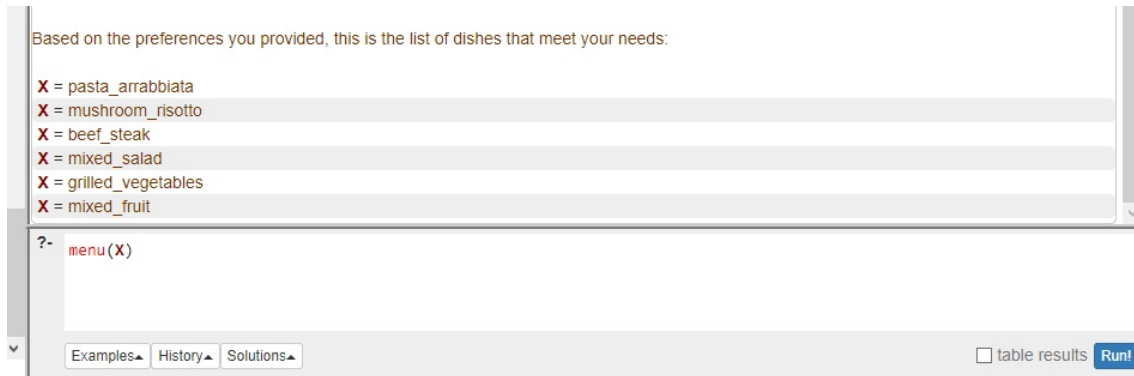 Based on the preferences you provided, this is the list of dishes that meet your needs:
X = pasta_arrabbiata
X = mushroom_risotto
X = beef_steak
X = mixed_salad
X = grilled_vegetables
X = mixed_fruit
?- menu(X)
Examples▴ History▴ Solutions▴ table results Run!